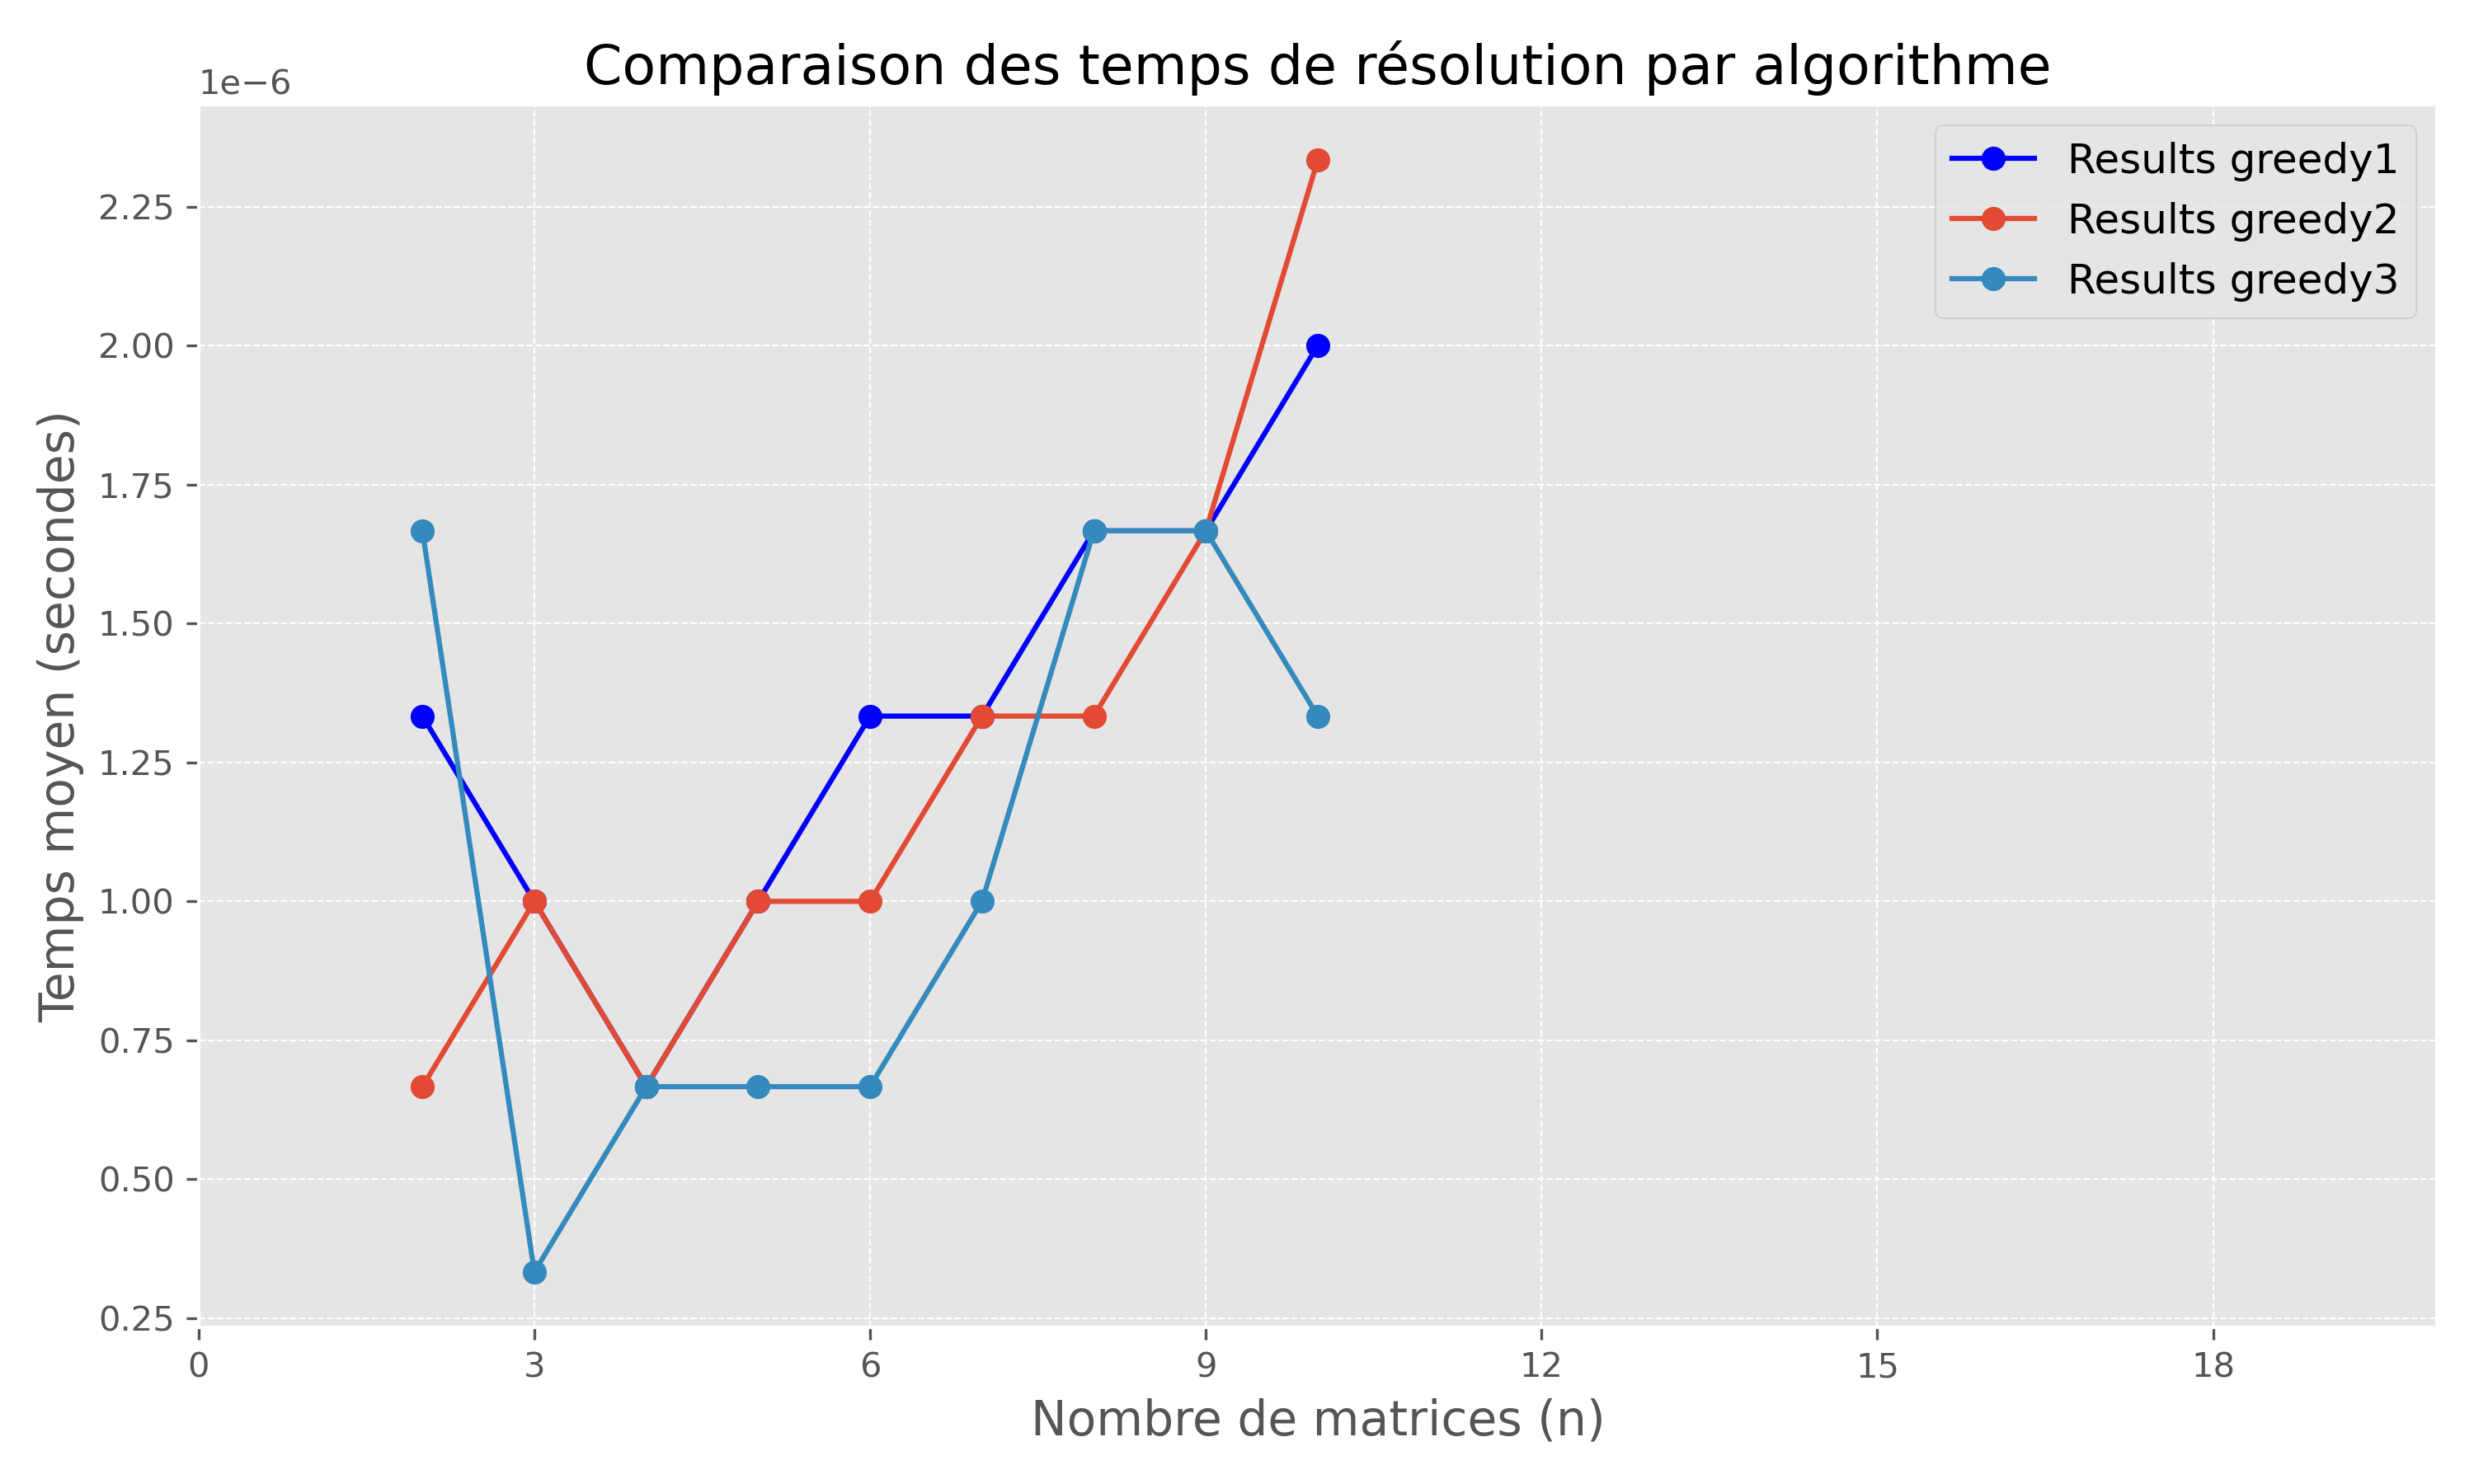 Comparaison des temps de résolution par algorithme
1e−6
Results greedy1
Results greedy2
Results greedy3
2.25
2.00
1.75
1.50
1.25
1.00
0.75
0.50
0.25
Temps moyen (secondes)
0 3 6 9 12 15 18
Nombre de matrices (n)